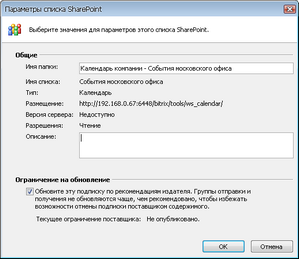 Параметры списка SharePoint
Выберите значения для параметров этого списка SharePoint.
Общие
Имя папки: Календарь компании - События московского офиса
Имя списка: События московского офиса
Тип: Календарь
Размещение: http://192.168.0.67:6448/bitrix/tools/ws_calendar/
Версия сервера: Недоступно
Разрешения: Чтение
Описание:
Ограничение на обновление
Обновите эту подписку по рекомендациям издателя. Группы отправки и
получения не обновляются чаще, чем рекомендовано, чтобы избежать
возможности отмены подписки поставщиком содержимого.
Текущее ограничение поставщика: Не опубликовано.
OK Отмена